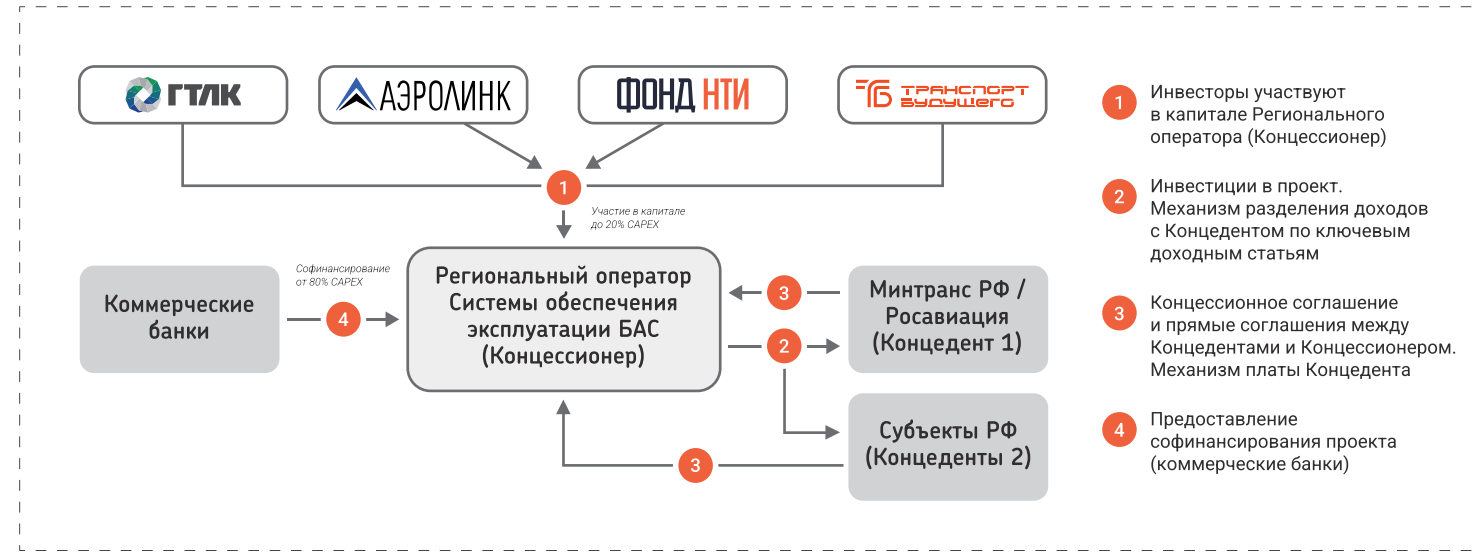 ГТЛК
АЭРОЛИНК
ФОНД НТИ
ТБ ТРАНСПОРТ
БУДУЩЕГО
1
Участие в капитале
до 20% CAPEX
Софинансирование
от 80% CAPEX
Коммерческие
банки
4
Региональный оператор
Системы обеспечения
эксплуатации БАС
(Концессионер)
3
2
Минтранс РФ /
Росавиация
(Концедент 1)
Субъекты РФ
(Концеденты 2)
3
1
Инвесторы участвуют
в капитале Регионального
оператора (Концессионер)
2
Инвестиции в проект.
Механизм разделения доходов
с Концедентом по ключевым
доходным статьям
3
Концессионное соглашение
и прямые соглашения между
Концедентами и Концессионером.
Механизм платы Концедента
4
Предоставление
софинансирования проекта
(коммерческие банки)